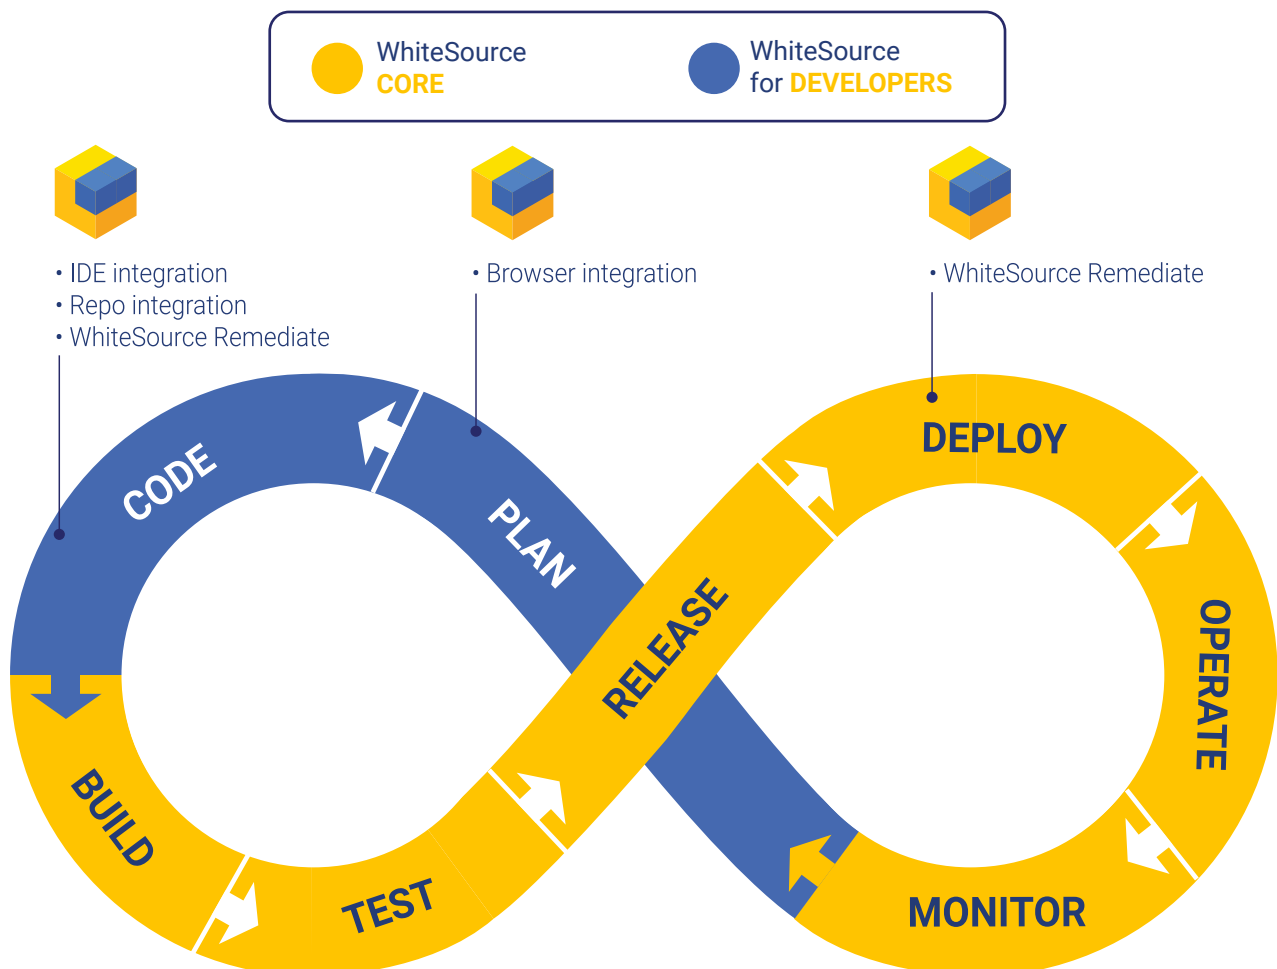 WhiteSource
CORE
WhiteSource
for DEVELOPERS
• IDE integration
• Repo integration
• WhiteSource Remediate
• Browser integration
• WhiteSource Remediate
CODE
PLAN
RELEASE
DEPLOY
OPERATE
BUILD
TEST
MONITOR